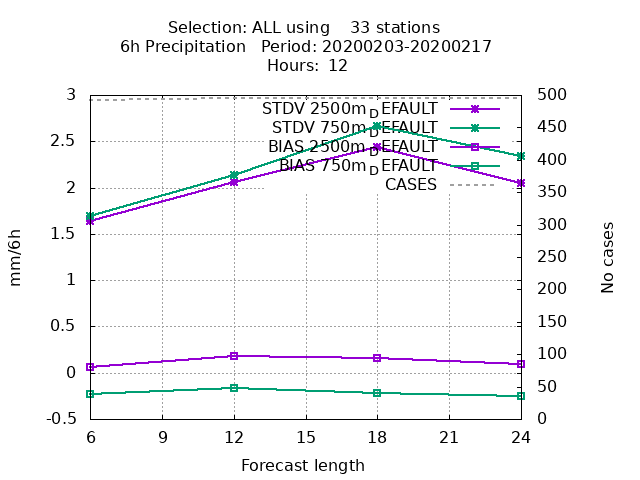 Selection: ALL using 33 stations
6h Precipitation Period: 20200203-20200217
Hours: 12
3
2.5
2
1.5
1
0.5
0
-0.5
6
9
12
15
18
21
24
500
450
400
350
300
250
200
150
100
50
0
mm/6h
No cases
Forecast length
STDV 2500m_DEFAULT
STDV 750m_DEFAULT
BIAS 2500m_DEFAULT
BIAS 750m_DEFAULT
CASES